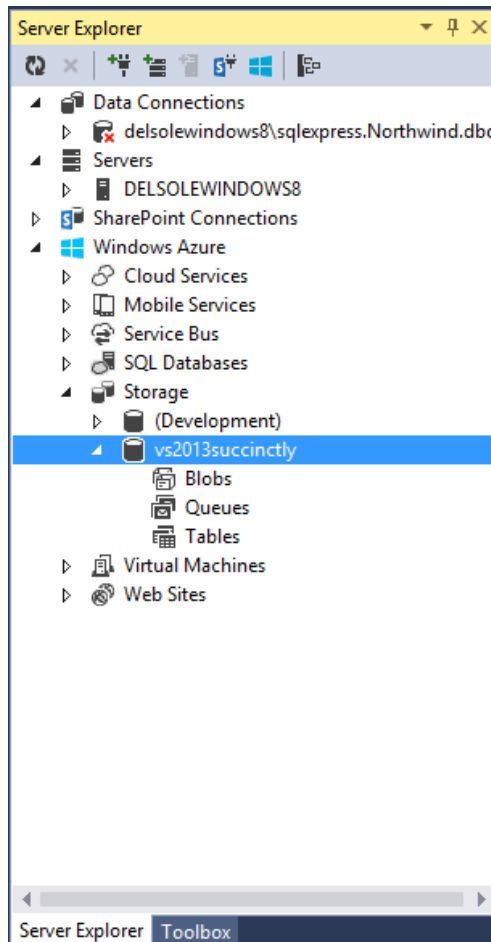 Server Explorer
Data Connections
delsolewindows8\sqlexpress.Northwind.dbo
Servers
DELSOLEWINDOWS8
SharePoint Connections
Windows Azure
Cloud Services
Mobile Services
Service Bus
SQL Databases
Storage
(Development)
vs2013succinctly
Blobs
Queues
Tables
Virtual Machines
Web Sites
Server Explorer Toolbox